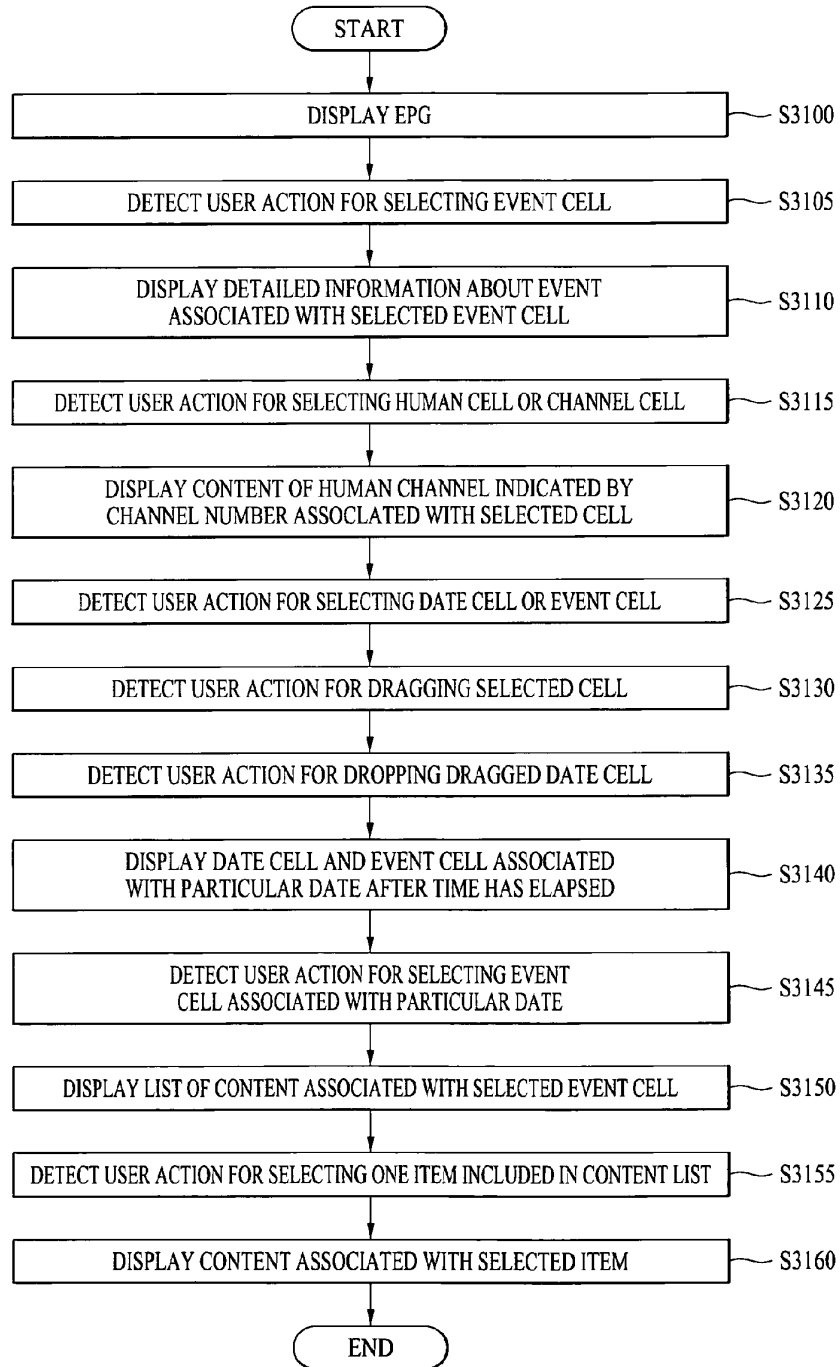 START
DISPLAY EPG
S3100
DETECT USER ACTION FOR SELECTING EVENT CELL
S3105
DISPLAY DETAILED INFORMATION ABOUT EVENT
ASSOCIATED WITH SELECTED EVENT CELL
S3110
DETECT USER ACTION FOR SELECTING HUMAN CELL OR CHANNEL CELL
S3115
DISPLAY CONTENT OF HUMAN CHANNEL INDICATED BY
CHANNEL NUMBER ASSOCLATED WITH SELECTED CELL
S3120
DETECT USER ACTION FOR SELECTING DATE CELL OR EVENT CELL
S3125
DETECT USER ACTION FOR DRAGGING SELECTED CELL
S3130
DETECT USER ACTION FOR DROPPING DRAGGED DATE CELL
S3135
DISPLAY DATE CELL AND EVENT CELL ASSOCIATED
WITH PARTICULAR DATE AFTER TIME HAS ELAPSED
S3140
DETECT USER ACTION FOR SELECTING EVENT
CELL ASSOCIATED WITH PARTICULAR DATE
S3145
DISPLAY LIST OF CONTENT ASSOCIATED WITH SELECTED EVENT CELL
S3150
DETECT USER ACTION FOR SELECTING ONE ITEM INCLUDED IN CONTENT LIST
S3155
DISPLAY CONTENT ASSOCIATED WITH SELECTED ITEM
S3160
END